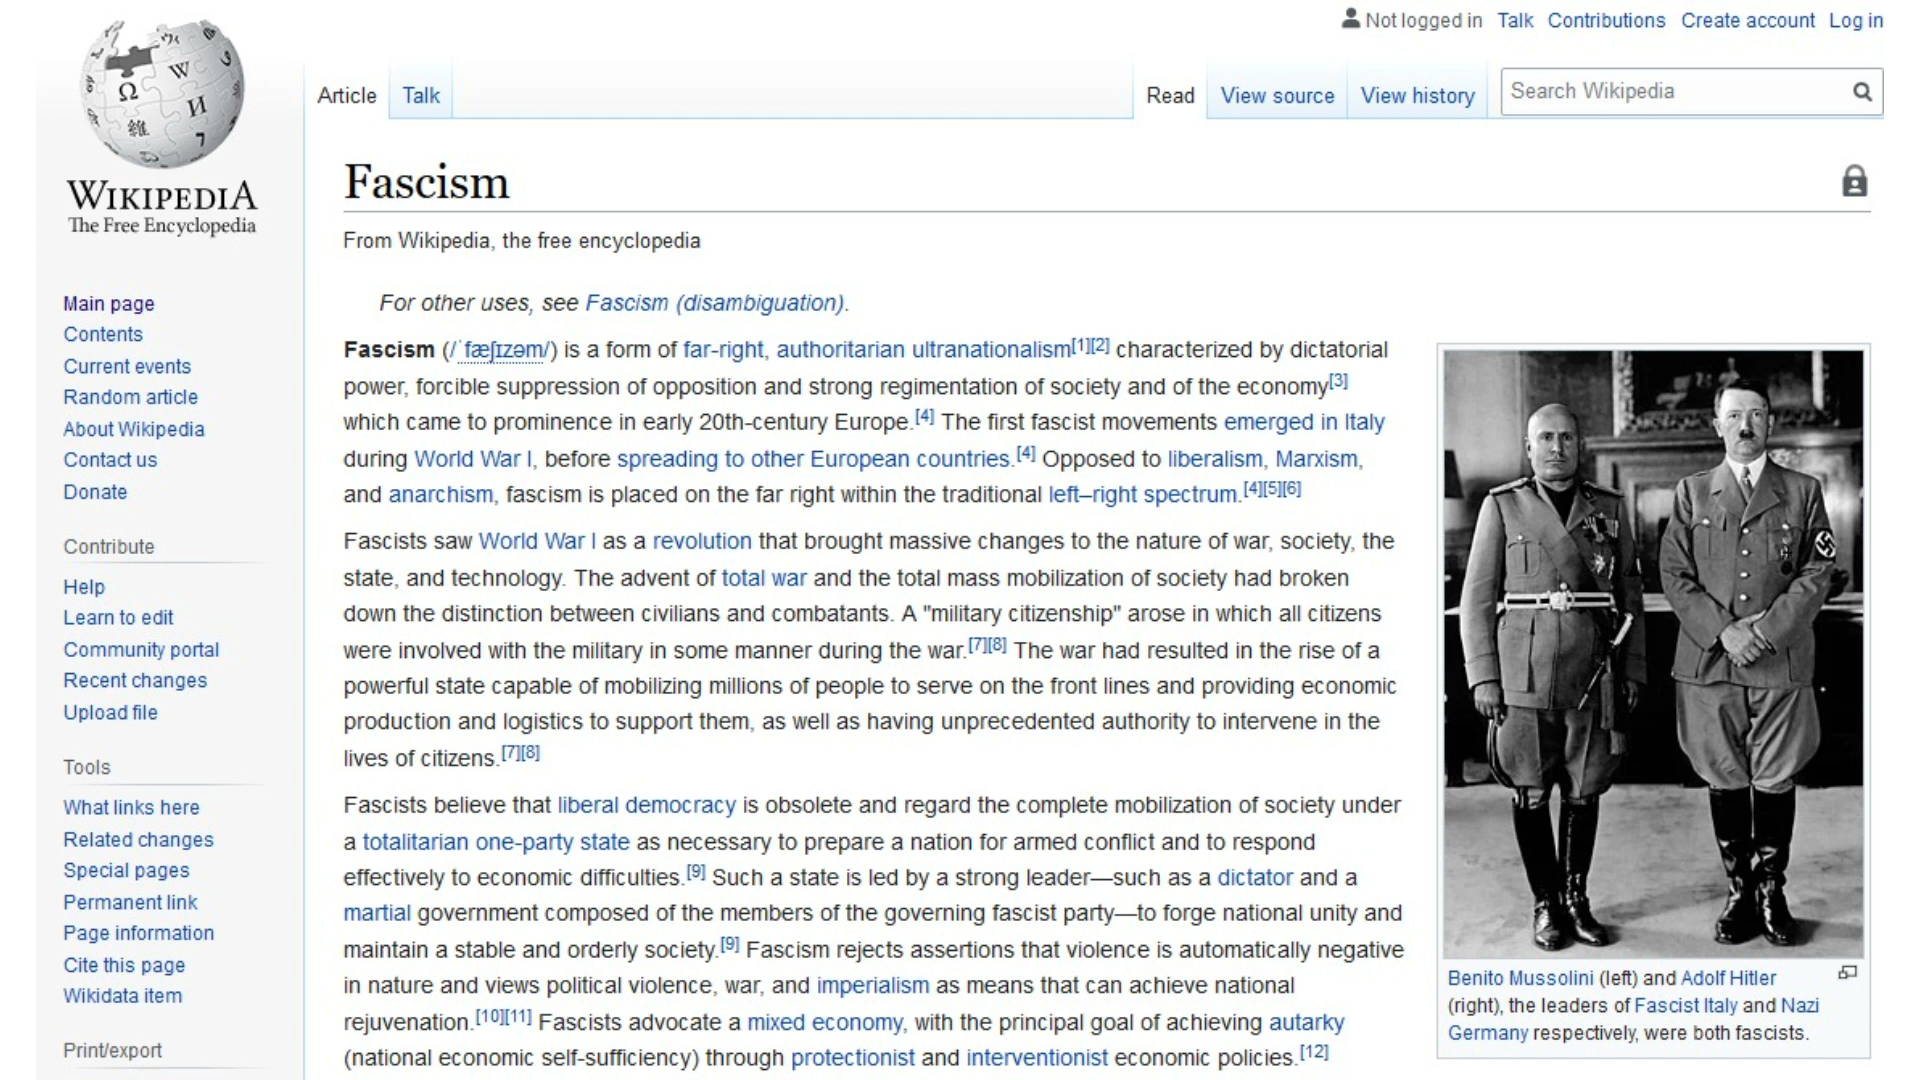 Not logged in Talk Contributions Create account Log in
Article Talk Read View source View history Search Wikipedia
Ω W И 維 7
WIKIPEDIA
The Free Encyclopedia
Main page
Contents
Current events
Random article
About Wikipedia
Contact us
Donate
Contribute
Help
Learn to edit
Community portal
Recent changes
Upload file
Tools
What links here
Related changes
Special pages
Permanent link
Page information
Cite this page
Wikidata item
Print/export
Fascism
From Wikipedia, the free encyclopedia
For other uses, see Fascism (disambiguation).
Fascism (/ˈfæʃɪzəm/) is a form of far-right, authoritarian ultranationalism[1][2] characterized by dictatorial
power, forcible suppression of opposition and strong regimentation of society and of the economy[3]
which came to prominence in early 20th-century Europe.[4] The first fascist movements emerged in Italy
during World War I, before spreading to other European countries.[4] Opposed to liberalism, Marxism,
and anarchism, fascism is placed on the far right within the traditional left–right spectrum.[4][5][6]
Fascists saw World War I as a revolution that brought massive changes to the nature of war, society, the
state, and technology. The advent of total war and the total mass mobilization of society had broken
down the distinction between civilians and combatants. A "military citizenship" arose in which all citizens
were involved with the military in some manner during the war.[7][8] The war had resulted in the rise of a
powerful state capable of mobilizing millions of people to serve on the front lines and providing economic
production and logistics to support them, as well as having unprecedented authority to intervene in the
lives of citizens.[7][8]
Fascists believe that liberal democracy is obsolete and regard the complete mobilization of society under
a totalitarian one-party state as necessary to prepare a nation for armed conflict and to respond
effectively to economic difficulties.[9] Such a state is led by a strong leader—such as a dictator and a
martial government composed of the members of the governing fascist party—to forge national unity and
maintain a stable and orderly society.[9] Fascism rejects assertions that violence is automatically negative
in nature and views political violence, war, and imperialism as means that can achieve national
rejuvenation.[10][11] Fascists advocate a mixed economy, with the principal goal of achieving autarky
(national economic self-sufficiency) through protectionist and interventionist economic policies.[12]
Benito Mussolini (left) and Adolf Hitler
(right), the leaders of Fascist Italy and Nazi
Germany respectively, were both fascists.